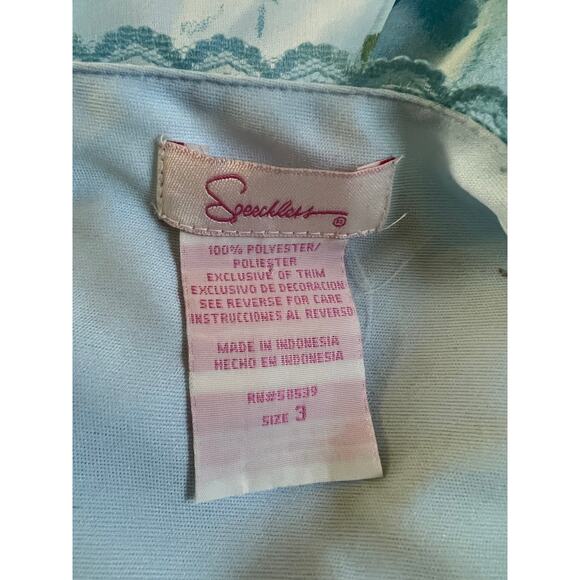 Speechless®
100% POLYESTER/
POLIESTER
EXCLUSIVE OF TRIM
EXCLUSIVO DE DECORACION
SEE REVERSE FOR CARE
INSTRUCCIONES AL REVERSO
MADE IN INDONESIA
HECHO EN INDONESIA
RN#58539
SIZE 3